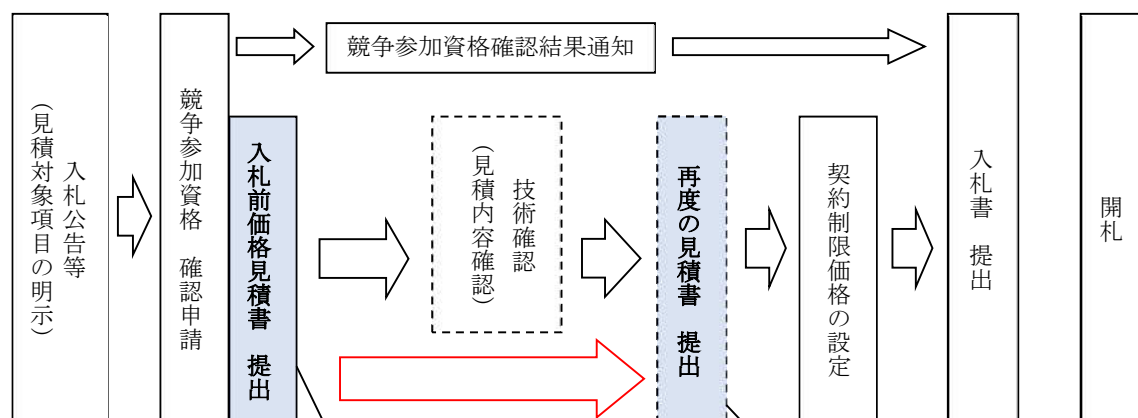 入札公告等
(見積対象項目の明示)
競争参加資格 確認申請
競争参加資格確認結果通知
入札前価格見積書 提出
技術確認
(見積内容確認)
再度の見積書 提出
契約制限価格の設定
入札書 提出
開札